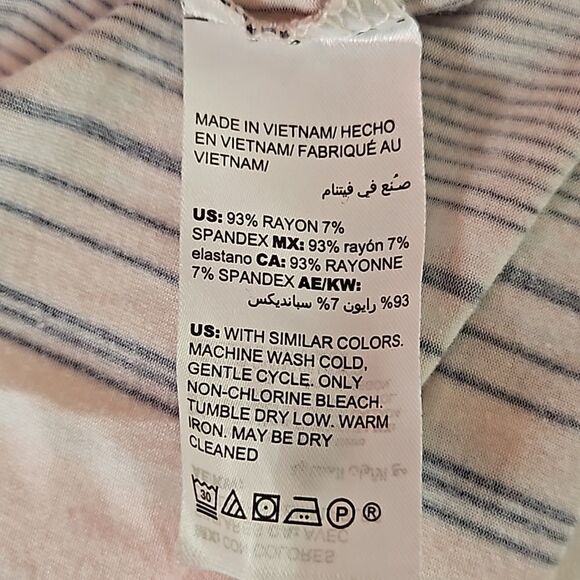 MADE IN VIETNAM/ HECHO
EN VIETNAM/ FABRIQUÉ AU
VIETNAM/
صُنع في فيتنام
US: 93% RAYON 7%
SPANDEX MX: 93% rayón 7%
elastano CA: 93% RAYONNE
7% SPANDEX AE/KW:
93% رايون 7% سبانديكس
US: WITH SIMILAR COLORS.
MACHINE WASH COLD,
GENTLE CYCLE. ONLY
NON-CHLORINE BLEACH.
TUMBLE DRY LOW. WARM
IRON. MAY BE DRY
CLEANED
30 P ®